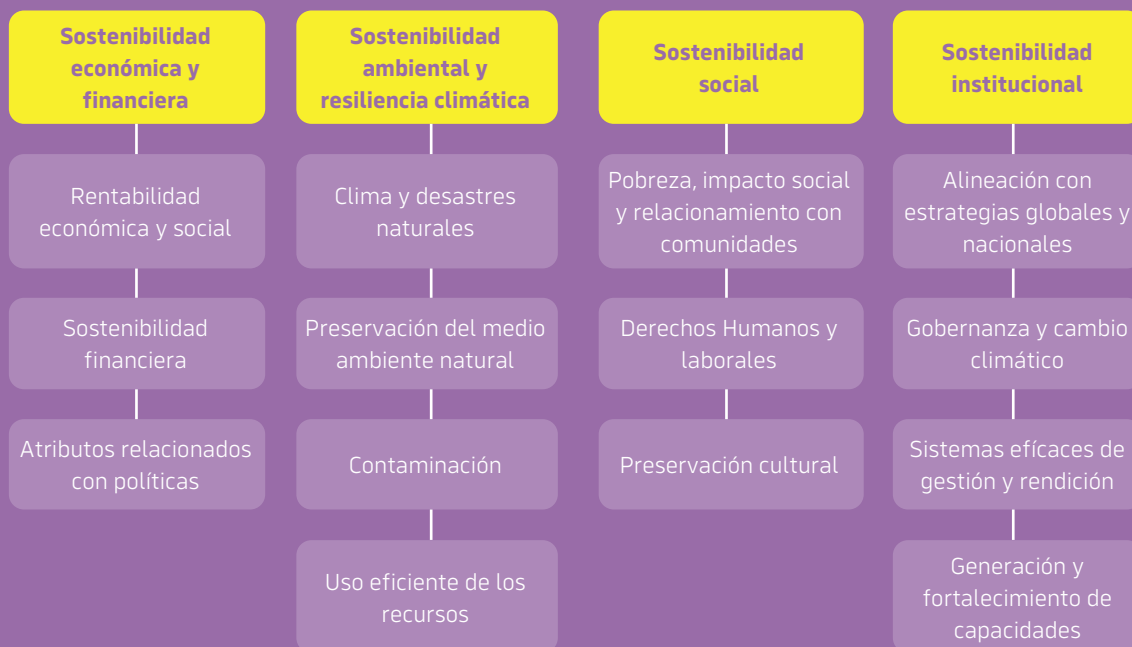 Sostenibilidad
económica y
financiera
Rentabilidad
económica y social
Sostenibilidad
financiera
Atributos relacionados
con políticas
Sostenibilidad
ambiental y
resiliencia climática
Clima y desastres
naturales
Preservación del medio
ambiente natural
Contaminación
Uso eficiente de los
recursos
Sostenibilidad
social
Pobreza, impacto social
y relacionamiento con
comunidades
Derechos Humanos y
laborales
Preservación cultural
Sostenibilidad
institucional
Alineación con
estrategias globales y
nacionales
Gobernanza y cambio
climático
Sistemas efícaces de
gestión y rendición
Generación y
fortalecimiento de
capacidades